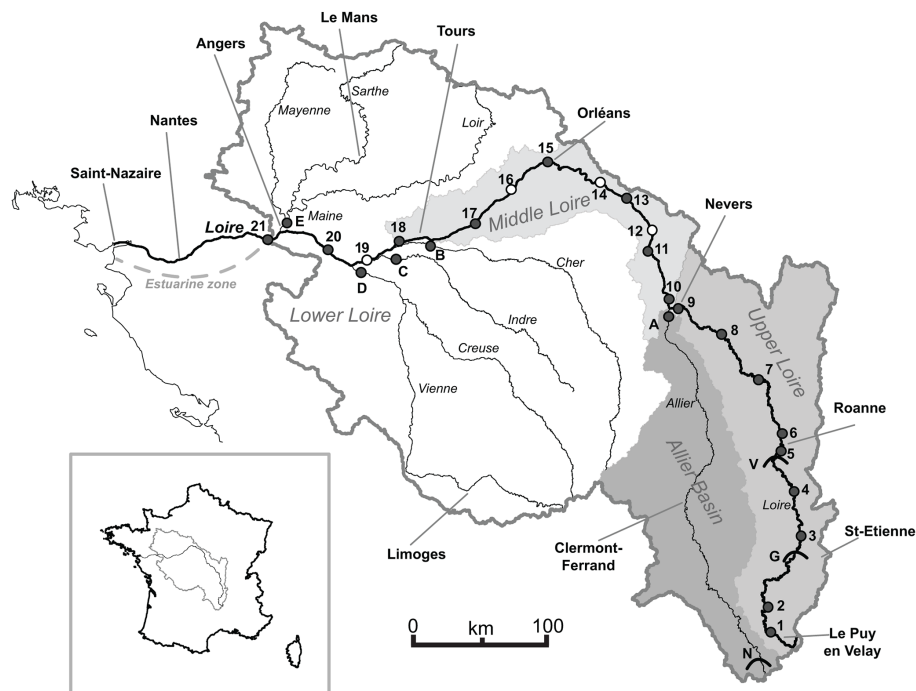 Le Mans
Angers
Tours
Sarthe
Mayenne
Loir
Orléans
Nantes
15
16
14
13
Saint-Nazaire
Nevers
Middle Loire
17
12
E
Maine
Loire
21
18
11
20
19
B
C
Cher
D
Estuarine zone
10
9
A
Lower Loire
Indre
8
Upper Loire
Creuse
7
Vienne
Allier
Roanne
6
5
V
Allier Basin
4
Loire
St-Etienne
3
G
Limoges
Clermont-
Ferrand
2
1
Le Puy
en Velay
N
0 km 100